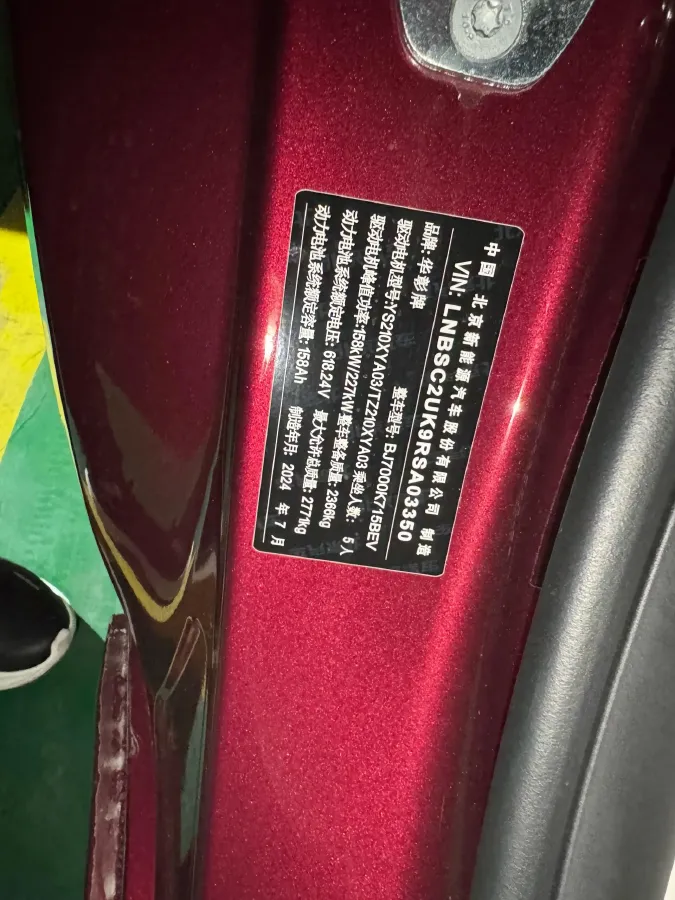 中国 北京新能源汽车股份有限公司 制造
VIN: LNBSC2UK9RSA03350
品牌: 华彰牌 整车型号: BJ7000K715BEV
驱动电机型号:YS210XYA03/TZ210XYA03 乘坐人数: 5人
驱动电机峰值功率:158KW/227KW 整车整备质量: 2366kg
动力电池系统额定电压: 618.24V 最大允许总质量: 2771kg
动力电池系统额定容量: 158Ah 制造年月: 2024 年 7 月